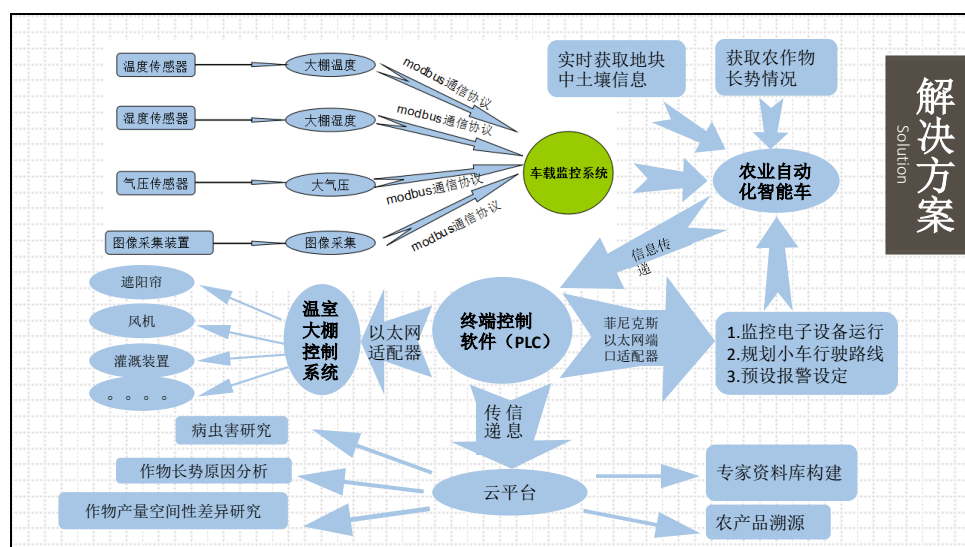 温度传感器
大棚温度
modbus通信协议
湿度传感器
大棚湿度
modbus通信协议
气压传感器
大气压
modbus通信协议
图像采集装置
图像采集
modbus通信协议
车载监控系统
实时获取地块
中土壤信息
获取农作物
长势情况
农业自动
化智能车
解决方案
Solution
信息传
递
遮阳帘
风机
灌溉装置
。。。。
温室
大棚
控制
系统
以太网
适配器
终端控制
软件（PLC）
菲尼克斯
以太网端
口适配器
1.监控电子设备运行
2.规划小车行驶路线
3.预设报警设定
传信
递息
病虫害研究
作物长势原因分析
作物产量空间性差异研究
云平台
专家资料库构建
农产品溯源